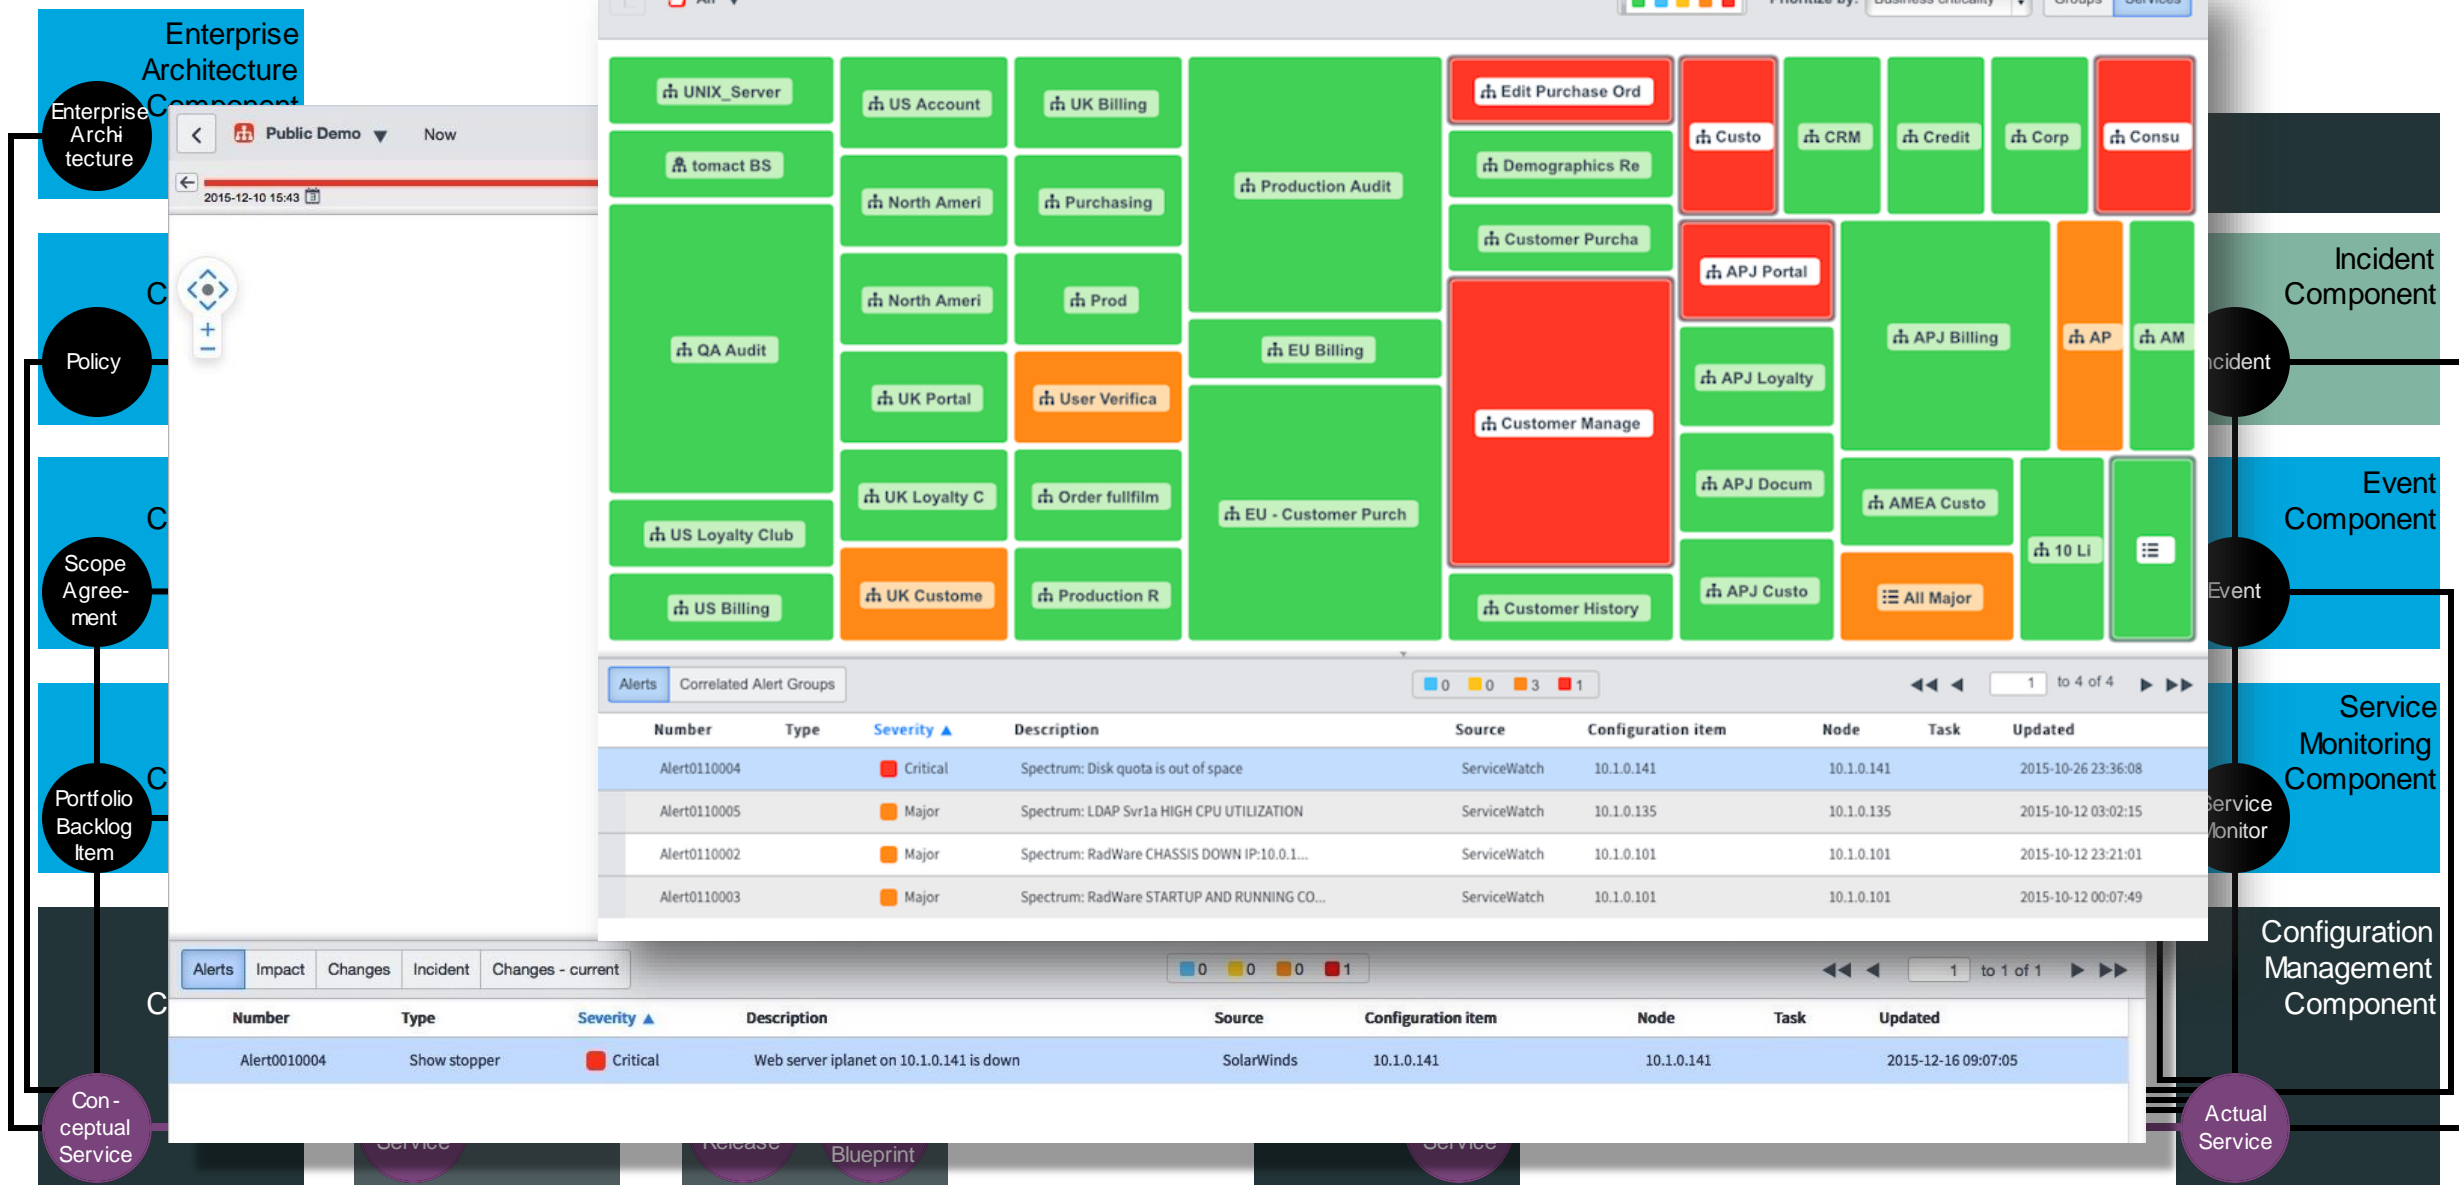 All
Prioritize by:
Business criticality
Groups
Services
Enterprise
Architecture
Component
Enterprise
Archi
tecture
Public Demo
Now
2015-12-10 15:43
UNIX_Server
tomact BS
QA Audit
US Loyalty Club
US Billing
US Account
North Ameri
North Ameri
UK Portal
UK Loyalty C
UK Custome
UK Billing
Purchasing
Prod
User Verifica
Order fullfilm
Production R
Production Audit
EU Billing
EU - Customer Purch
Edit Purchase Ord
Demographics Re
Customer Purcha
Customer Manage
Customer History
Custo
CRM
Credit
Corp
Consu
APJ Portal
APJ Loyalty
APJ Docum
APJ Custo
APJ Billing
AP
AM
AMEA Custo
All Major
10 Li
C
Policy
C
Scope
Agree-
ment
C
Portfolio
Backlog
Item
C
Con-
ceptual
Service
Incident
Component
ncident
Event
Component
Event
Service
Monitoring
Component
Service
Monitor
Configuration
Management
Component
Actual
Service
Alerts
Correlated Alert Groups
0 0 3 1
1 to 4 of 4
Number Type Severity Description Source Configuration item Node Task Updated
Alert0110004 Critical Spectrum: Disk quota is out of space ServiceWatch 10.1.0.141 10.1.0.141 2015-10-26 23:36:08
Alert0110005 Major Spectrum: LDAP Svr1a HIGH CPU UTILIZATION ServiceWatch 10.1.0.135 10.1.0.135 2015-10-12 03:02:15
Alert0110002 Major Spectrum: RadWare CHASSIS DOWN IP:10.0.1... ServiceWatch 10.1.0.101 10.1.0.101 2015-10-12 23:21:01
Alert0110003 Major Spectrum: RadWare STARTUP AND RUNNING CO... ServiceWatch 10.1.0.101 10.1.0.101 2015-10-12 00:07:49
Alerts Impact Changes Incident Changes - current
0 0 0 1
1 to 1 of 1
Number Type Severity Description Source Configuration item Node Task Updated
Alert0010004 Show stopper Critical Web server iplanet on 10.1.0.141 is down SolarWinds 10.1.0.141 10.1.0.141 2015-12-16 09:07:05
Service
Release
Blueprint
Service